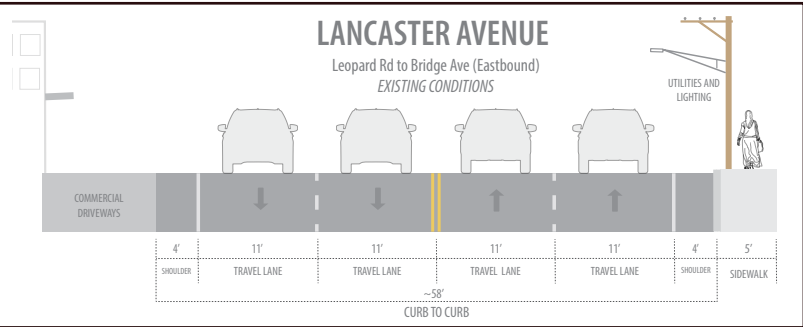 LANCASTER AVENUE
Leopard Rd to Bridge Ave (Eastbound)
EXISTING CONDITIONS
UTILITIES AND
LIGHTING
COMMERCIAL
DRIVEWAYS
4' 11' 11' 11' 11' 4' 5'
SHOULDER TRAVEL LANE TRAVEL LANE TRAVEL LANE TRAVEL LANE SHOULDER SIDEWALK
~58'
CURB TO CURB